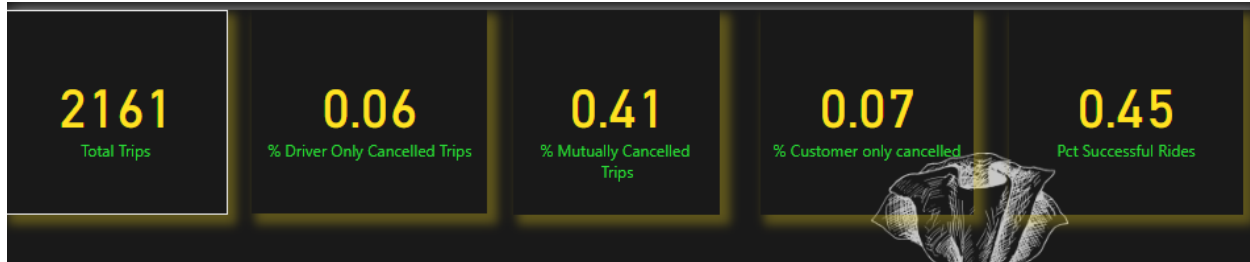 2161
Total Trips
0.06
% Driver Only Cancelled Trips
0.41
% Mutually Cancelled
Trips
0.07
% Customer only cancelled
0.45
Pct Successful Rides